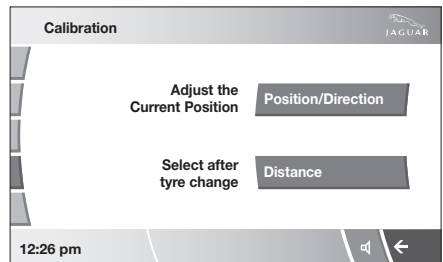 Calibration
JAGUAR
Adjust the
Current Position
Position/Direction
Select after
tyre change
Distance
12:26 pm